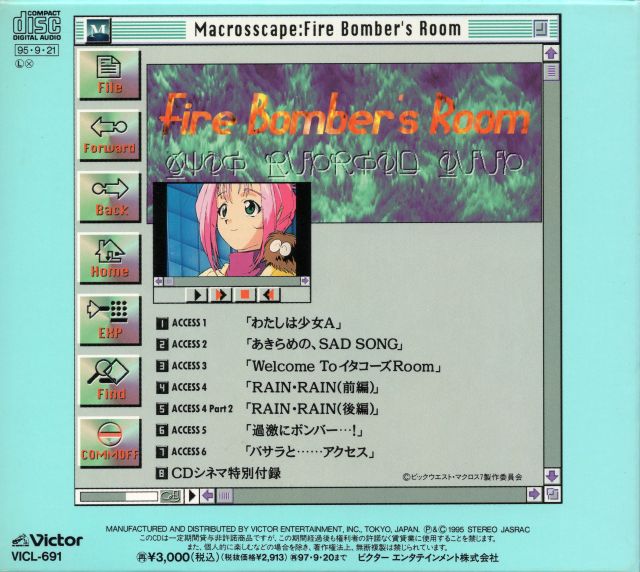 COMPACT
disc
DIGITAL AUDIO
95・9・21
M
Macrosscape:Fire Bomber's Room
File
Forward
Back
Home
EXP
Find
COMMOFF
Fire Bomber's Room
1 ACCESS 1 「わたしは少女A」
2 ACCESS 2 「あきらめの、SAD SONG」
3 ACCESS 3 「Welcome ToイタコーズRoom」
4 ACCESS 4 「RAIN・RAIN(前編)」
5 ACCESS 4 Part 2 「RAIN・RAIN(後編)」
6 ACCESS 5 「過激にボンバー…!」
7 ACCESS 6 「バサラと……アクセス」
8 CDシネマ特別付録
©ビックウエスト・マクロス7製作委員会
Victor
VICL-691
MANUFACTURED AND DISTRIBUTED BY VICTOR ENTERTAINMENT, INC., TOKYO, JAPAN. Ⓟ&© 1995 STEREO JASRAC
このCDは一定期間貸与非許諾商品ですが、この期間経過後も権利者の許諾なく賃貸業に使用することを禁じます。
また、個人的に楽しむなどの場合を除き、著作権法上、無断複製は禁じられています。
㊢¥3,000(税込)(税抜価格¥2,913) ㊢97・9・20まで ビクター エンタテインメント株式会社